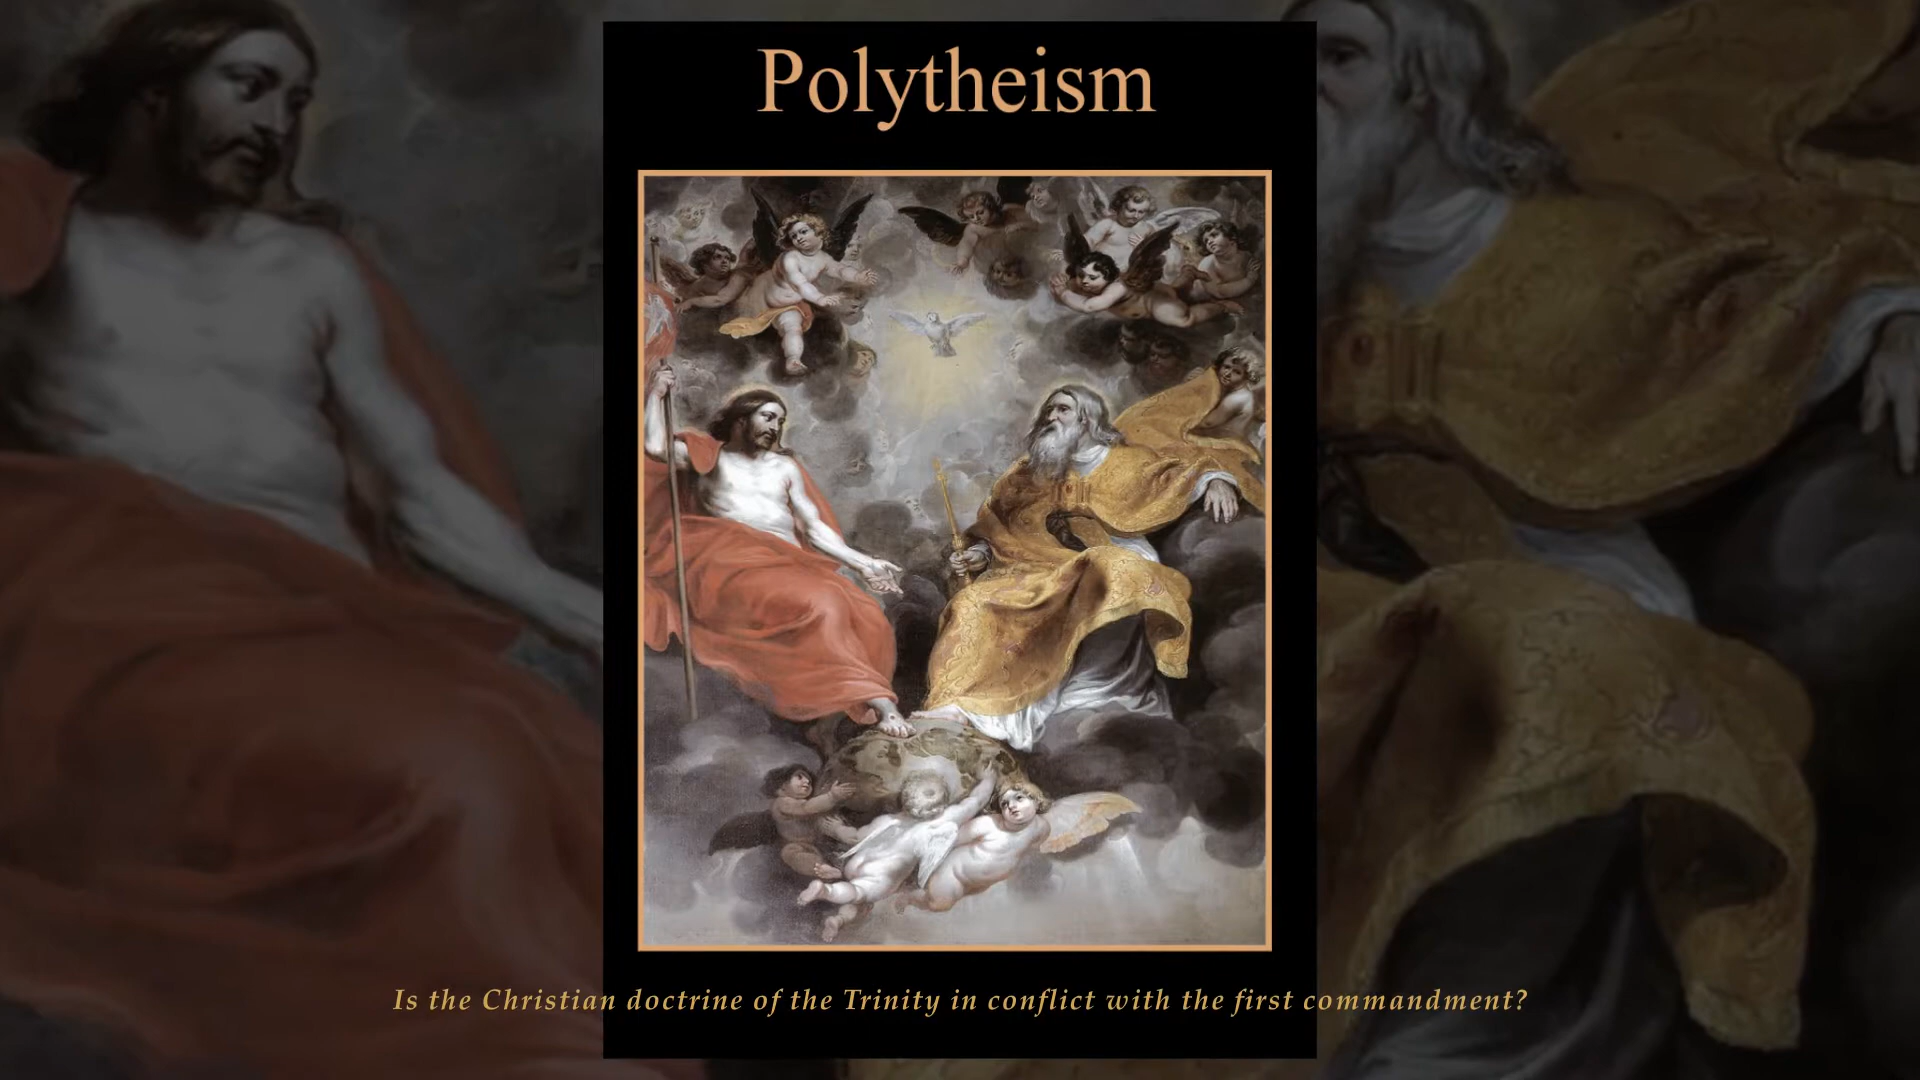 Polytheism
Is the Christian doctrine of the Trinity in conflict with the first commandment?